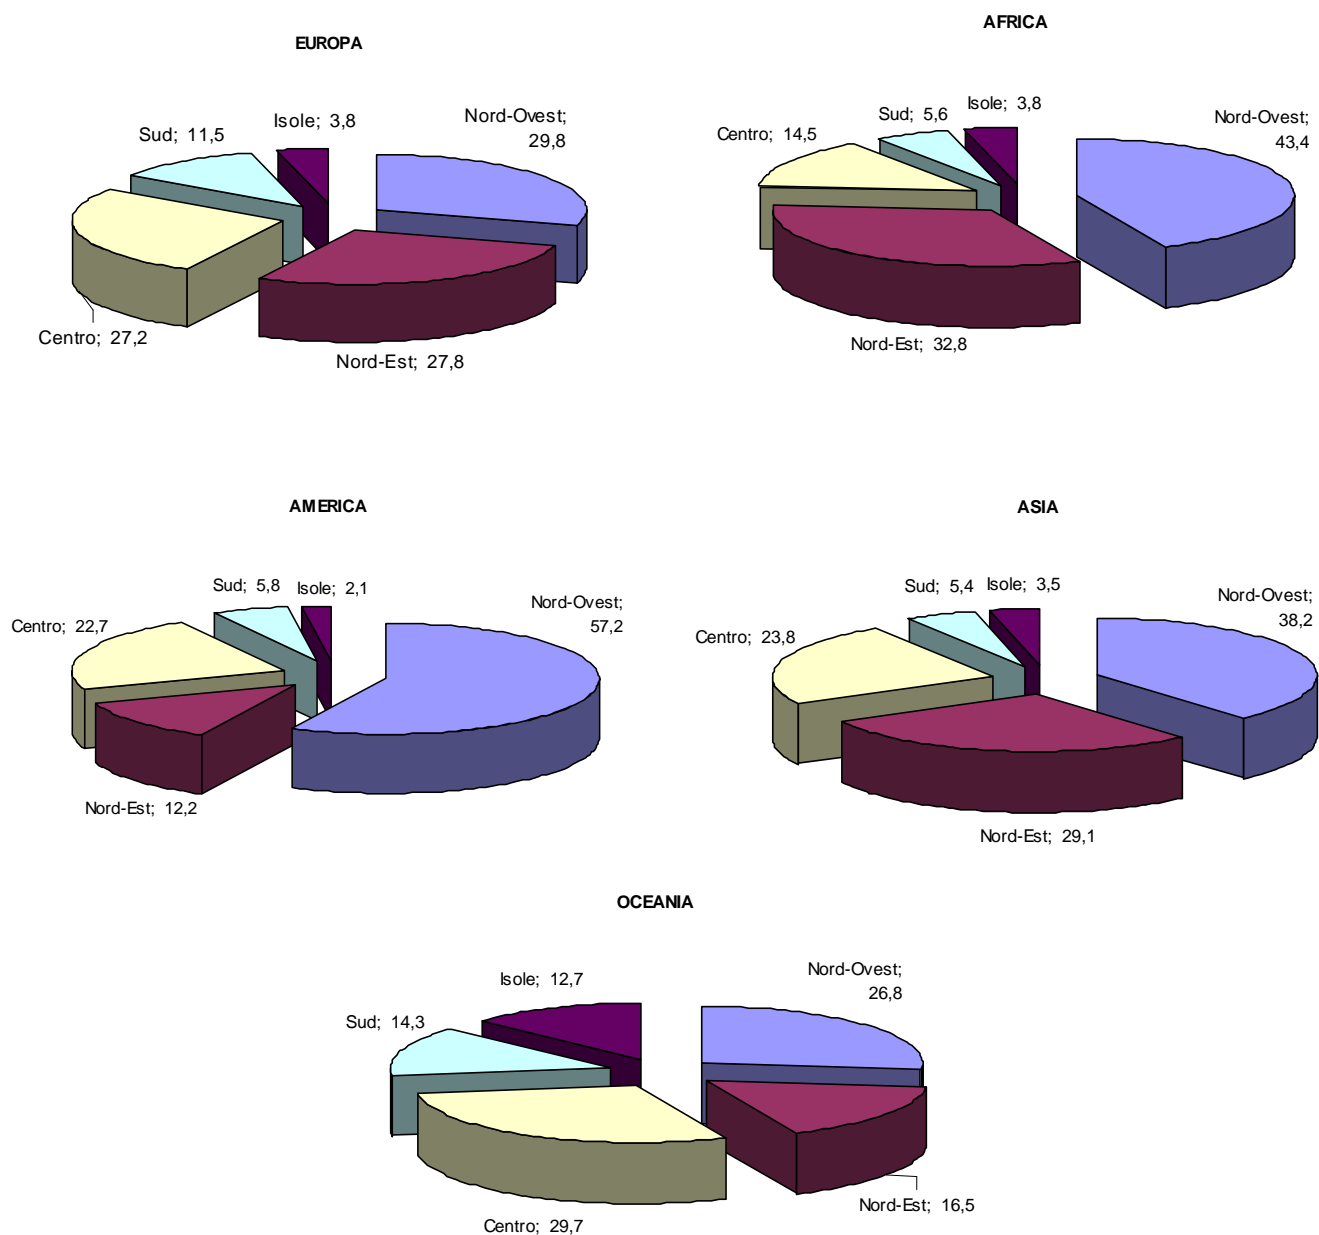 EUROPA
Nord-Ovest;
29,8
Isole; 3,8
Sud; 11,5
Centro; 27,2
Nord-Est; 27,8
AFRICA
Nord-Ovest;
43,4
Isole; 3,8
Sud; 5,6
Centro; 14,5
Nord-Est; 32,8
AMERICA
Nord-Ovest;
57,2
Isole; 2,1
Sud; 5,8
Centro; 22,7
Nord-Est; 12,2
ASIA
Nord-Ovest;
38,2
Isole; 3,5
Sud; 5,4
Centro; 23,8
Nord-Est; 29,1
OCEANIA
Nord-Ovest;
26,8
Isole; 12,7
Sud; 14,3
Centro; 29,7
Nord-Est; 16,5